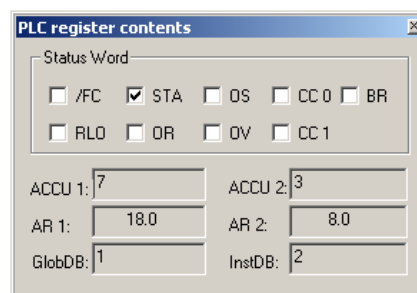 PLC register contents
Status Word
/FC STA OS CC 0 BR
RLO OR OV CC 1
ACCU 1: 7 ACCU 2: 3
AR 1: 18.0 AR 2: 8.0
GlobDB: 1 InstDB: 2